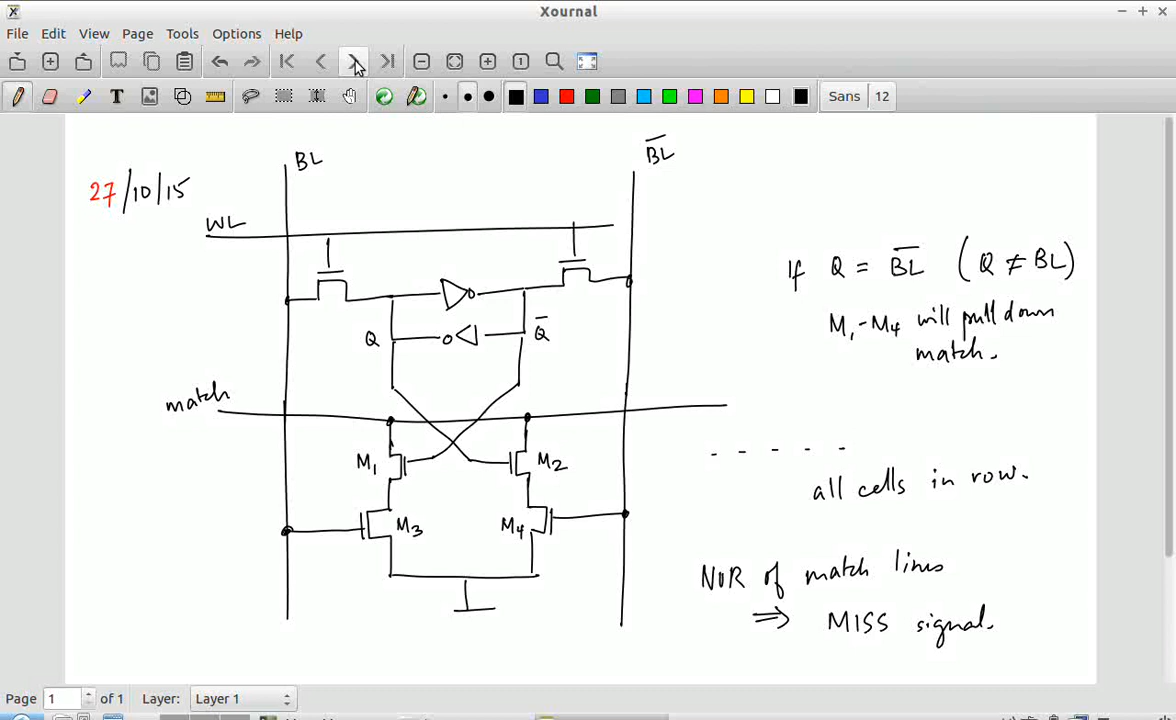 Xournal
File Edit View Page Tools Options Help
Sans 12
27/10/15
BL
B̅L̅
WL
Q
Q̅
match
M1
M2
M3
M4
If Q = B̅L̅ (Q ≠ BL)
M1-M4 will pull down
match.
- - - - -
all cells in row.
NOR of match lines
⇒ MISS signal.
Page 1 of 1 Layer: Layer 1